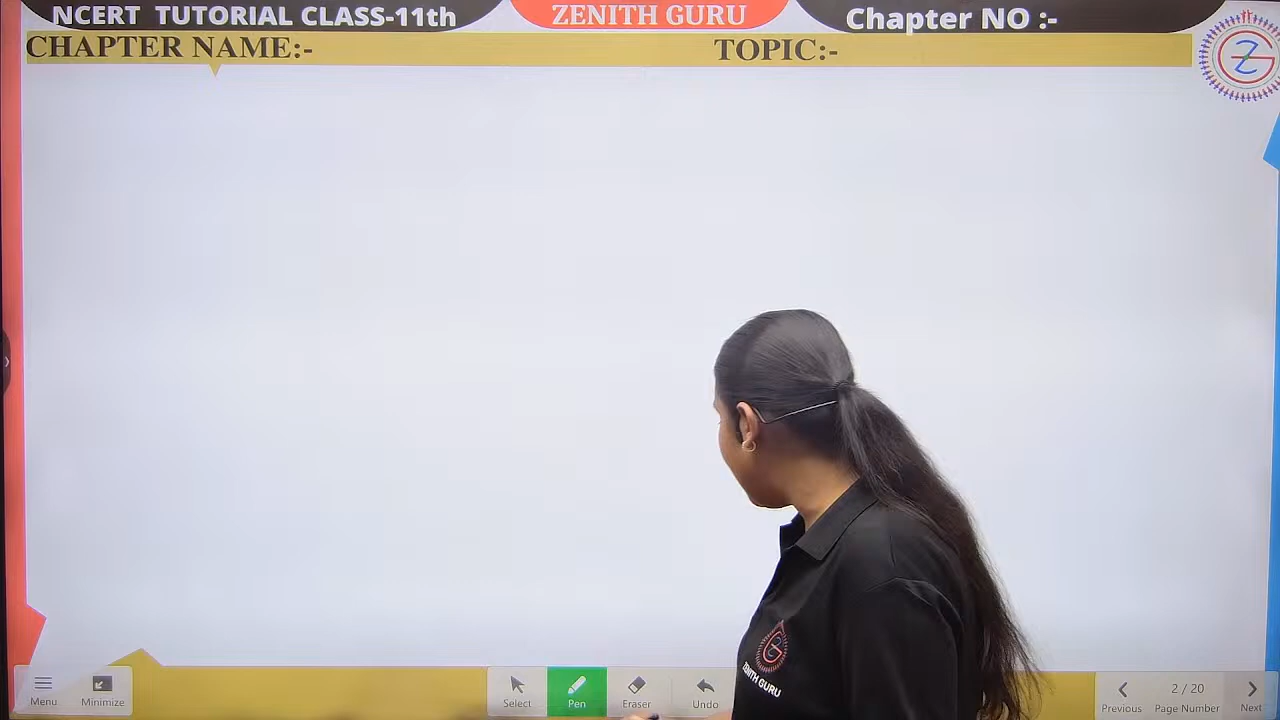 NCERT TUTORIAL CLASS-11th
ZENITH GURU
Chapter NO :-
CHAPTER NAME:-
TOPIC:-
ZENITH GURU
Menu
Minimize
Select
Pen
Eraser
Undo
Previous
2 / 20
Page Number
Next